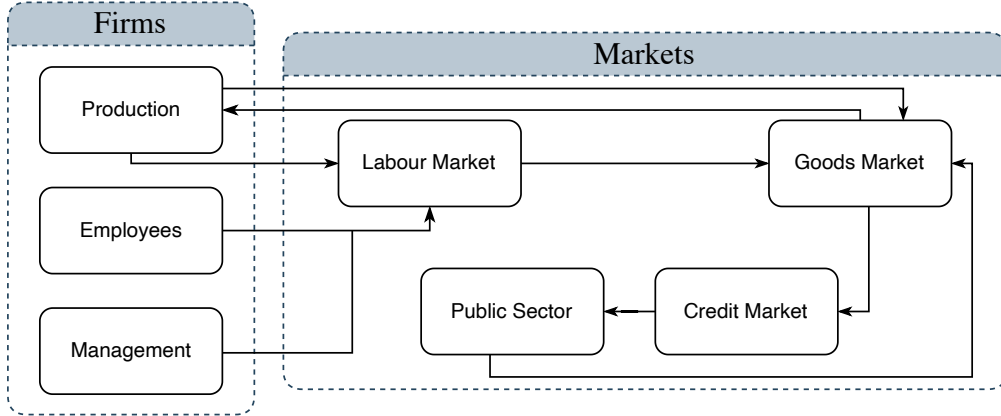 Firms
Markets
Production
Labour Market
Goods Market
Employees
Public Sector
Credit Market
Management